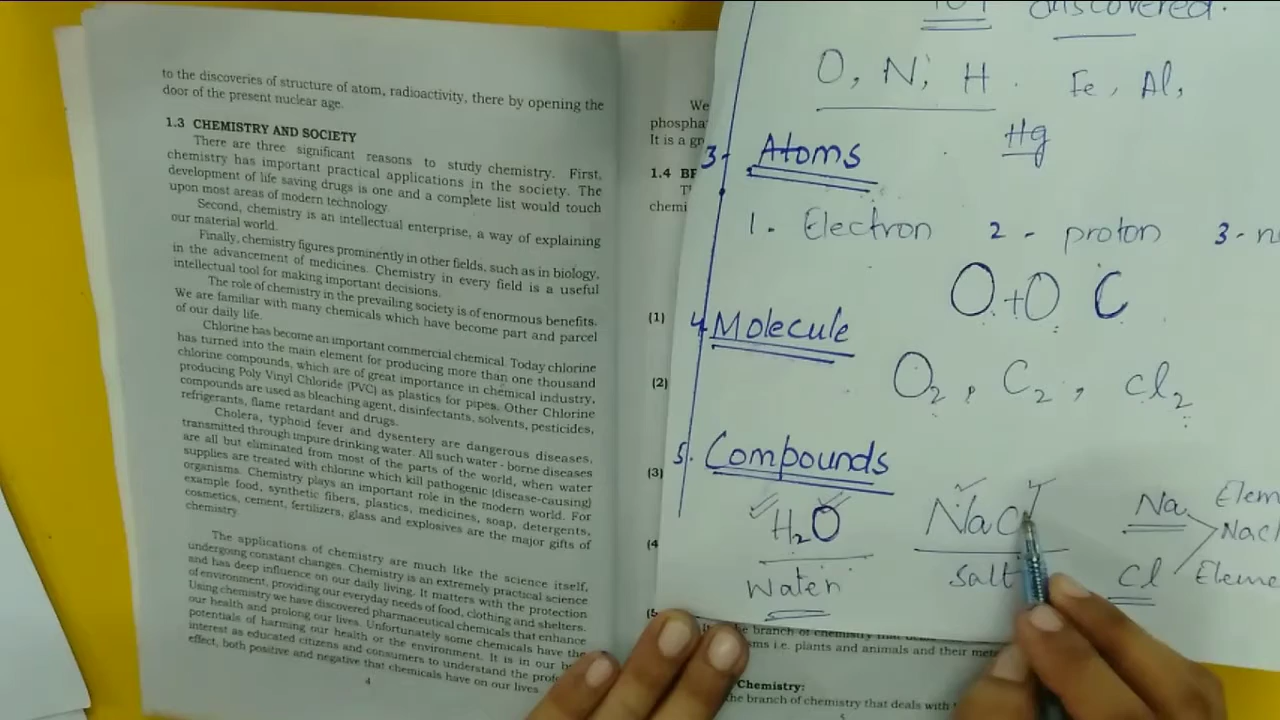 to the discoveries of structure of atom, radioactivity, there by opening the
door of the present nuclear age.
1.3 CHEMISTRY AND SOCIETY
There are three significant reasons to study chemistry. First,
chemistry has important practical applications in the society. The
development of life saving drugs is one and a complete list would touch
upon most areas of modern technology.
Second, chemistry is an intellectual enterprise, a way of explaining
our material world.
Finally, chemistry figures prominently in other fields, such as in biology,
in the advancement of medicines. Chemistry in every field is a useful
intellectual tool for making important decisions.
The role of chemistry in the prevailing society is of enormous benefits.
We are familiar with many chemicals which have become part and parcel
of our daily life.
Chlorine has become an important commercial chemical. Today chlorine
has turned into the main element for producing more than one thousand
chlorine compounds, which are of great importance in chemical industry,
producing Poly Vinyl Chloride (PVC) as plastics for pipes. Other Chlorine
compounds are used as bleaching agent, disinfectants, solvents, pesticides,
refrigerants, flame retardant and drugs.
Cholera, typhoid fever and dysentery are dangerous diseases,
transmitted through impure drinking water. All such water - borne diseases
are all but eliminated from most of the parts of the world, when water
supplies are treated with chlorine which kill pathogenic (disease-causing)
organisms. Chemistry plays an important role in the modern world. For
example food, synthetic fibers, plastics, medicines, soap, detergents,
cosmetics, cement, fertilizers, glass and explosives are the major gifts of
chemistry
The applications of chemistry are much like the science itself,
undergoing constant changes. Chemistry is an extremely practical science
and has deep influence on our daily living. It matters with the protection
of environment, providing our everyday needs of food, clothing and shelters.
Using chemistry we have discovered pharmaceutical chemicals that enhance
our health and prolong our lives. Unfortunately some chemicals have the
potentials of harming our health or the environment. It is in our
interest as educated citizens and consumers to understand the
effect, both positive and negative that chemicals have on our lives.
4
We
phospha
It is a gr
1.4
chemi
(1)
(2)
(3)
(4
(5
the branch of chemistry that
sms i.e. plants and animals and their
Chemistry:
he branch of chemistry that deals with
5
discovered.
O, N, H. Fe, Al,
Hg
3- Atoms
1. Electron 2- proton 3- n
O + O C
4. Molecule
O2, C2, Cl2
5. Compounds
H2O NaCl Na Elem
NaCl
Water Salt Cl Eleme